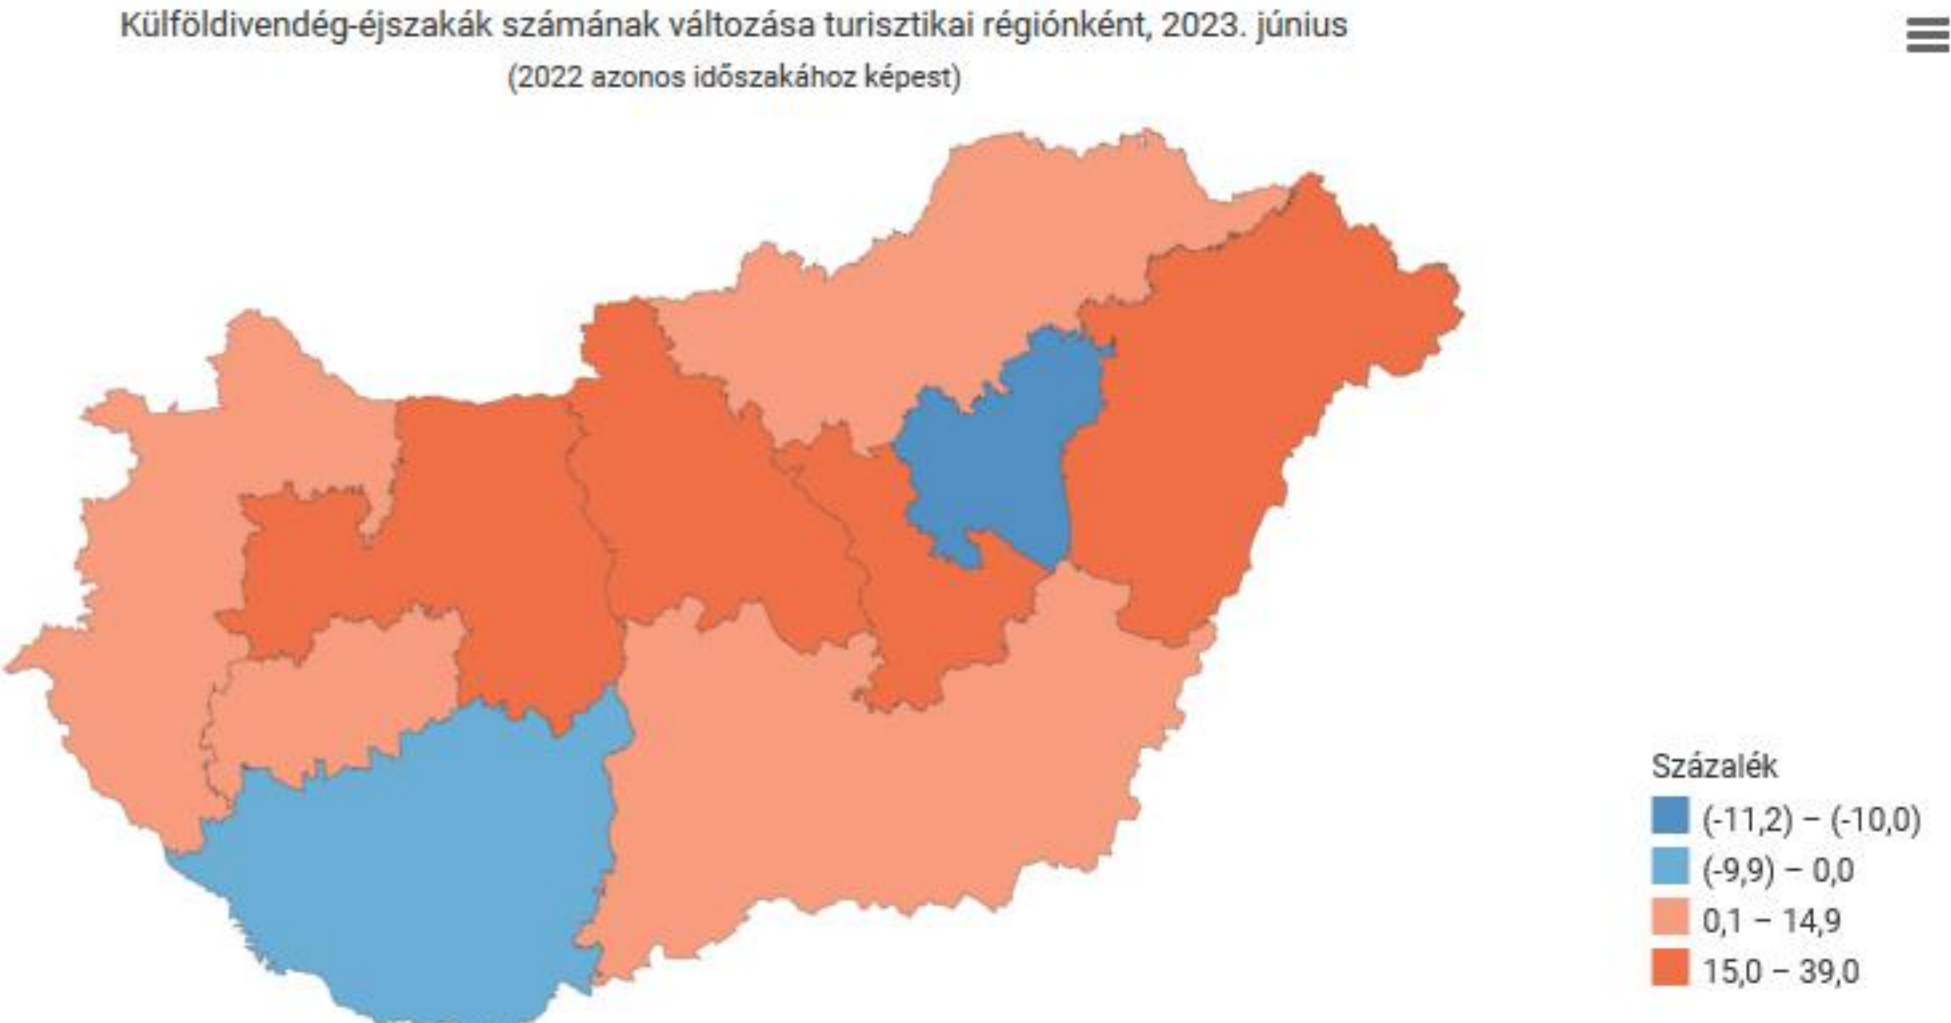 Külföldivendég-éjszakák számának változása turisztikai régiónként, 2023. június
(2022 azonos időszakához képest)
Százalék
(-11,2) – (-10,0)
(-9,9) – 0,0
0,1 – 14,9
15,0 – 39,0